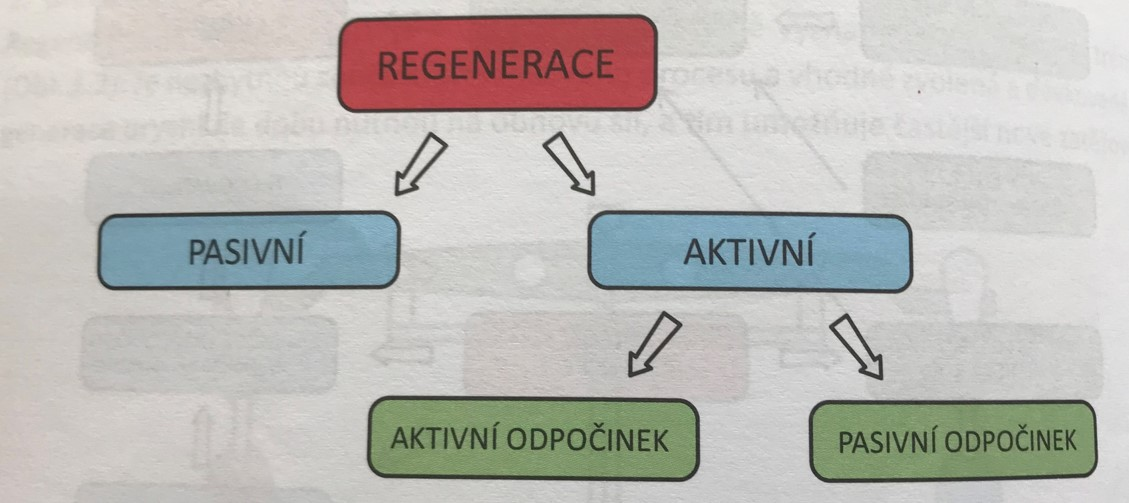 REGENERACE
PASIVNÍ
AKTIVNÍ
AKTIVNÍ ODPOČINEK
PASIVNÍ ODPOČINEK